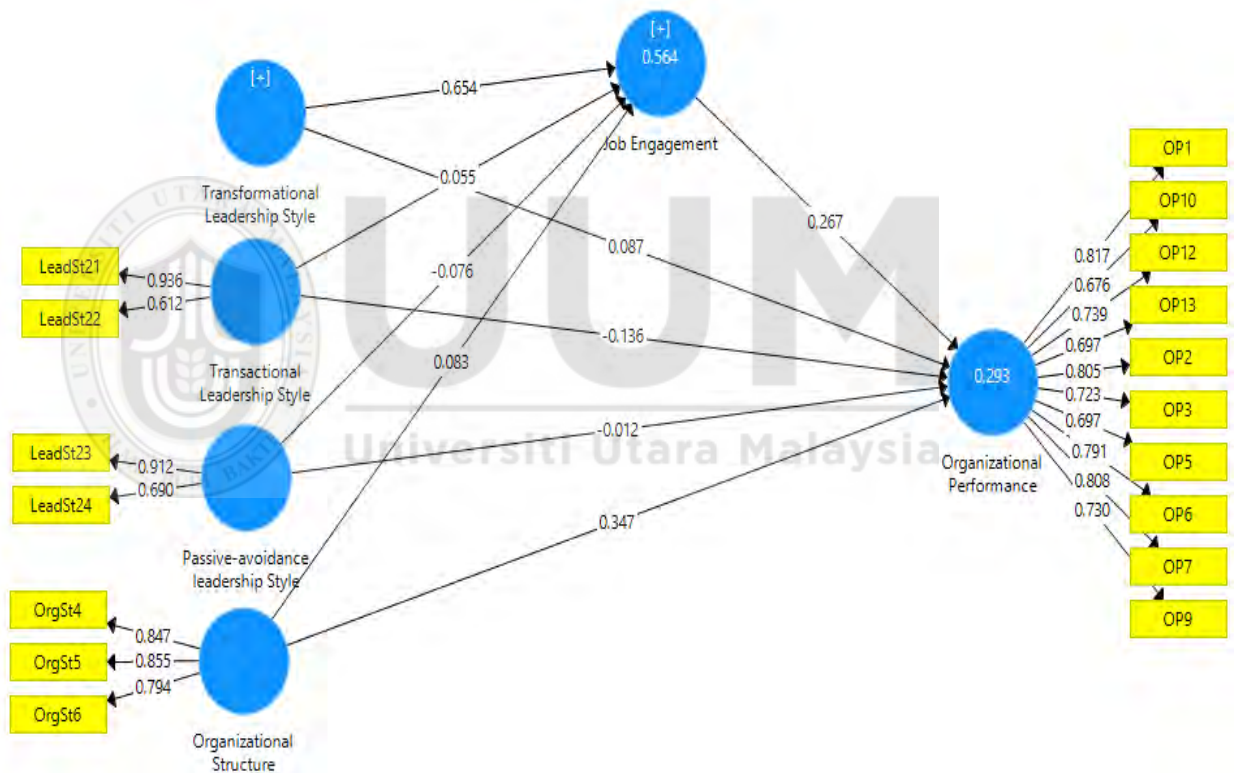 [+]
0.564
Job Engagement
[+]
Transformational
Leadership Style
0.654
0.055
0.087
-0.076
0.083
-0.136
-0.012
0.347
0.267
LeadSt21
LeadSt22
0.936
0.612
Transactional
Leadership Style
LeadSt23
LeadSt24
0.912
0.690
Passive-avoidance
leadership Style
OrgSt4
OrgSt5
OrgSt6
0.847
0.855
0.794
Organizational
Structure
0.293
Organizational
Performance
0.817
0.676
0.739
0.697
0.805
0.723
0.697
0.791
0.808
0.730
OP1
OP10
OP12
OP13
OP2
OP3
OP5
OP6
OP7
OP9
UUM
Universiti Utara Malaysia